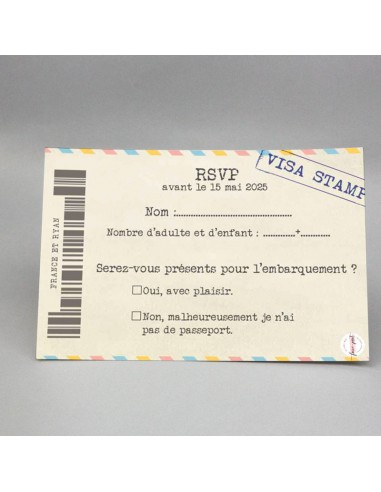 RSVP
avant le 15 mai 2025
VISA STAMP
Nom :...............................................
Nombre d'adulte et d'enfant : ............+...........
Serez-vous présents pour l'embarquement ?
Oui, avec plaisir.
Non, malheureusement je n'ai
pas de passeport.
FRANCE ET RYAN